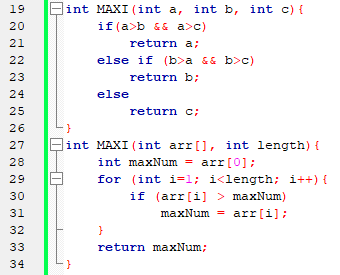 19 int MAXI(int a, int b, int c){
20     if(a>b && a>c)
21         return a;
22     else if (b>a && b>c)
23         return b;
24     else
25         return c;
26 }
27 int MAXI(int arr[], int length){
28     int maxNum = arr[0];
29     for (int i=1; i<length; i++){
30         if (arr[i] > maxNum)
31             maxNum = arr[i];
32     }
33     return maxNum;
34 }